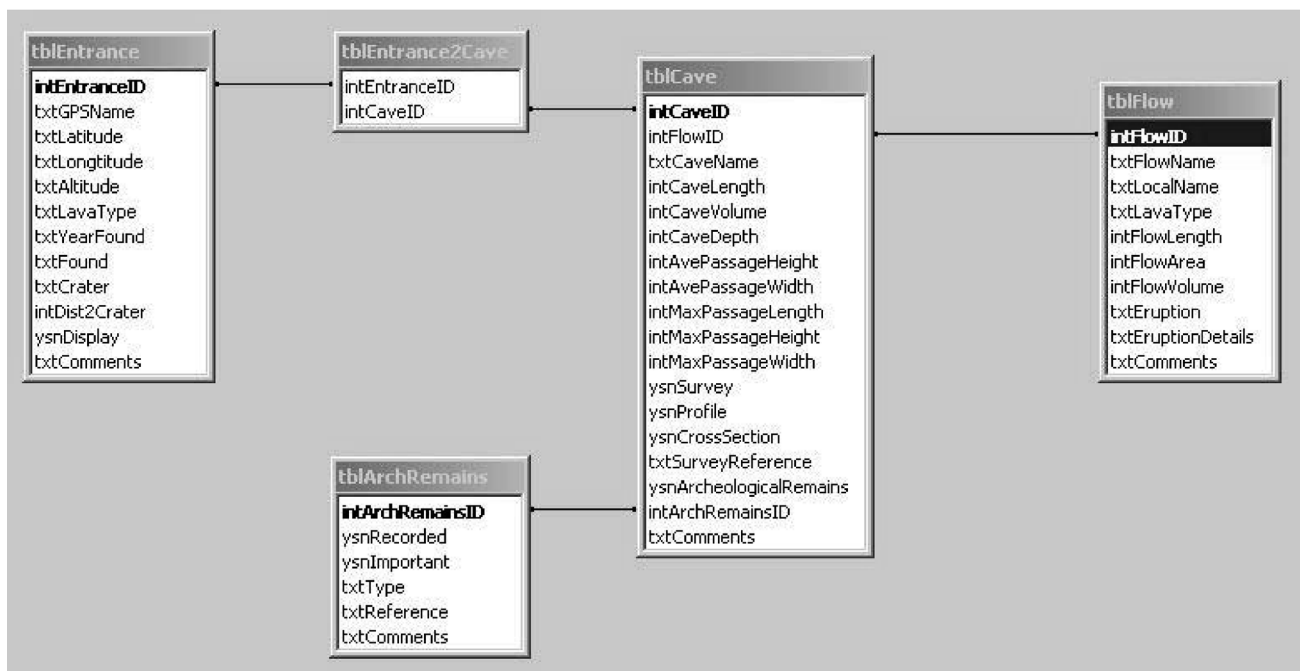 tblEntrance
intEntranceID
txtGPSName
txtLatitude
txtLongtitude
txtAltitude
txtLavaType
txtYearFound
txtFound
txtCrater
intDist2Crater
ysnDisplay
txtComments
tblEntrance2Cave
intEntranceID
intCaveID
tblCave
intCaveID
intFlowID
txtCaveName
intCaveLength
intCaveVolume
intCaveDepth
intAvePassageHeight
intAvePassageWidth
intMaxPassageLength
intMaxPassageHeight
intMaxPassageWidth
ysnSurvey
ysnProfile
ysnCrossSection
txtSurveyReference
ysnArcheologicalRemains
intArchRemainsID
txtComments
tblFlow
intFlowID
txtFlowName
txtLocalName
txtLavaType
intFlowLength
intFlowArea
intFlowVolume
txtEruption
txtEruptionDetails
txtComments
tblArchRemains
intArchRemainsID
ysnRecorded
ysnImportant
txtType
txtReference
txtComments